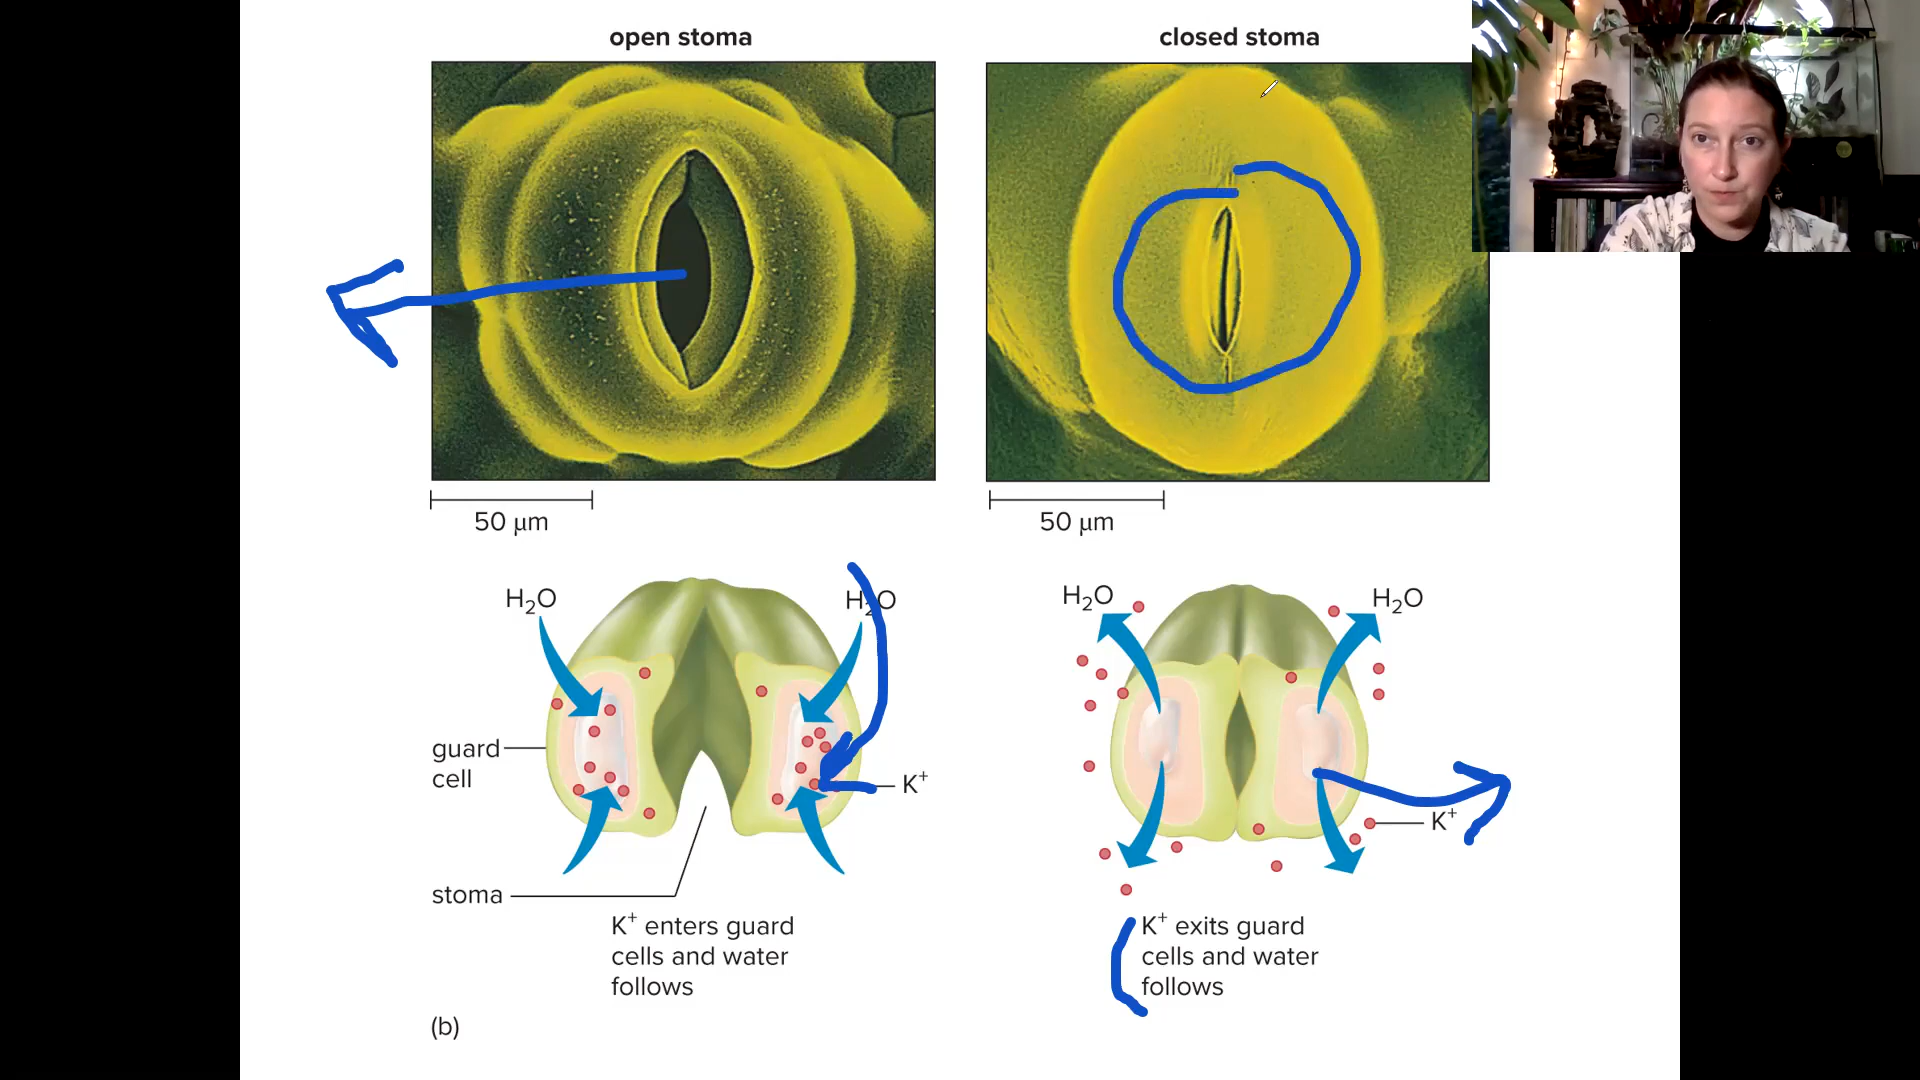 open stoma
closed stoma
50 μm
50 μm
H₂O
H₂O
H₂O
H₂O
guard
cell
K⁺
K⁺
stoma
K⁺ enters guard
cells and water
follows
K⁺ exits guard
cells and water
follows
(b)